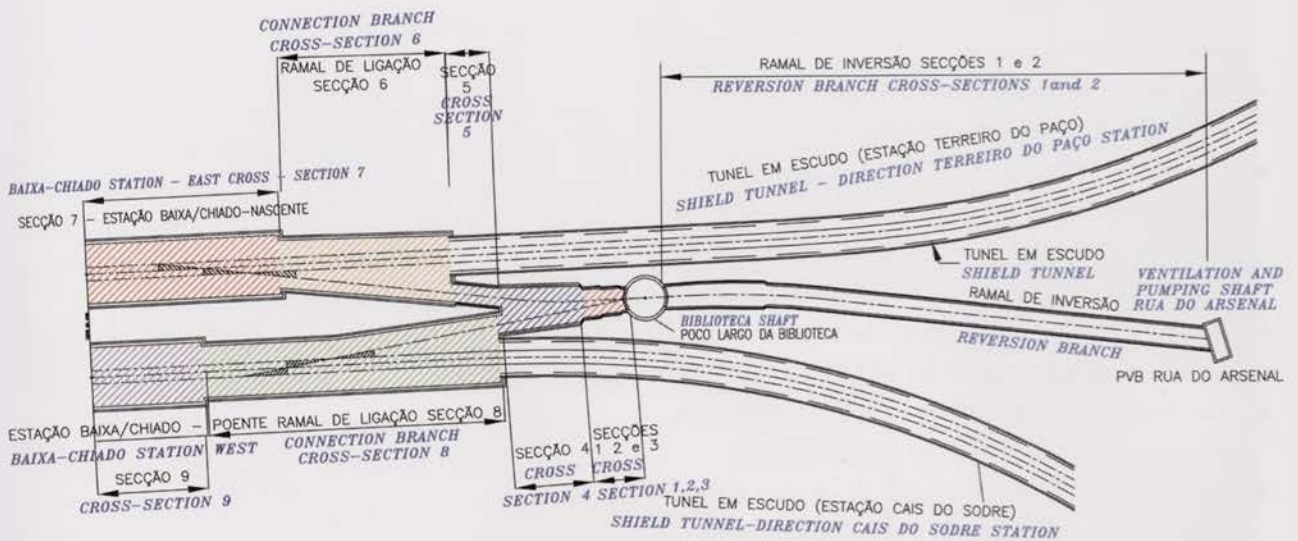 CONNECTION BRANCH
CROSS-SECTION 6
RAMAL DE LIGAÇÃO
SECÇÃO 6
SECÇÃO
5
CROSS
SECTION
5
RAMAL DE INVERSÃO SECÇÕES 1 e 2
REVERSION BRANCH CROSS-SECTIONS 1and 2
TUNEL EM ESCUDO (ESTAÇÃO TERREIRO DO PAÇO)
SHIELD TUNNEL - DIRECTION TERREIRO DO PAÇO STATION
BAIXA-CHIADO STATION - EAST CROSS - SECTION 7
SECÇÃO 7 - ESTAÇÃO BAIXA/CHIADO-NASCENTE
TUNEL EM ESCUDO
SHIELD TUNNEL
VENTILATION AND
PUMPING SHAFT
RUA DO ARSENAL
RAMAL DE INVERSÃO
REVERSION BRANCH
BIBLIOTECA SHAFT
POCO LARGO DA BIBLIOTECA
PVB RUA DO ARSENAL
ESTAÇÃO BAIXA/CHIADO - POENTE RAMAL DE LIGAÇÃO SECÇÃO 8
BAIXA-CHIADO STATION WEST
CONNECTION BRANCH
CROSS-SECTION 8
SECÇÃO 9
CROSS-SECTION 9
SECÇÃO 4
CROSS
SECTION 4
SECÇÕES
1 2 e 3
CROSS
SECTION 1,2,3
TUNEL EM ESCUDO (ESTAÇÃO CAIS DO SODRE)
SHIELD TUNNEL-DIRECTION CAIS DO SODRE STATION